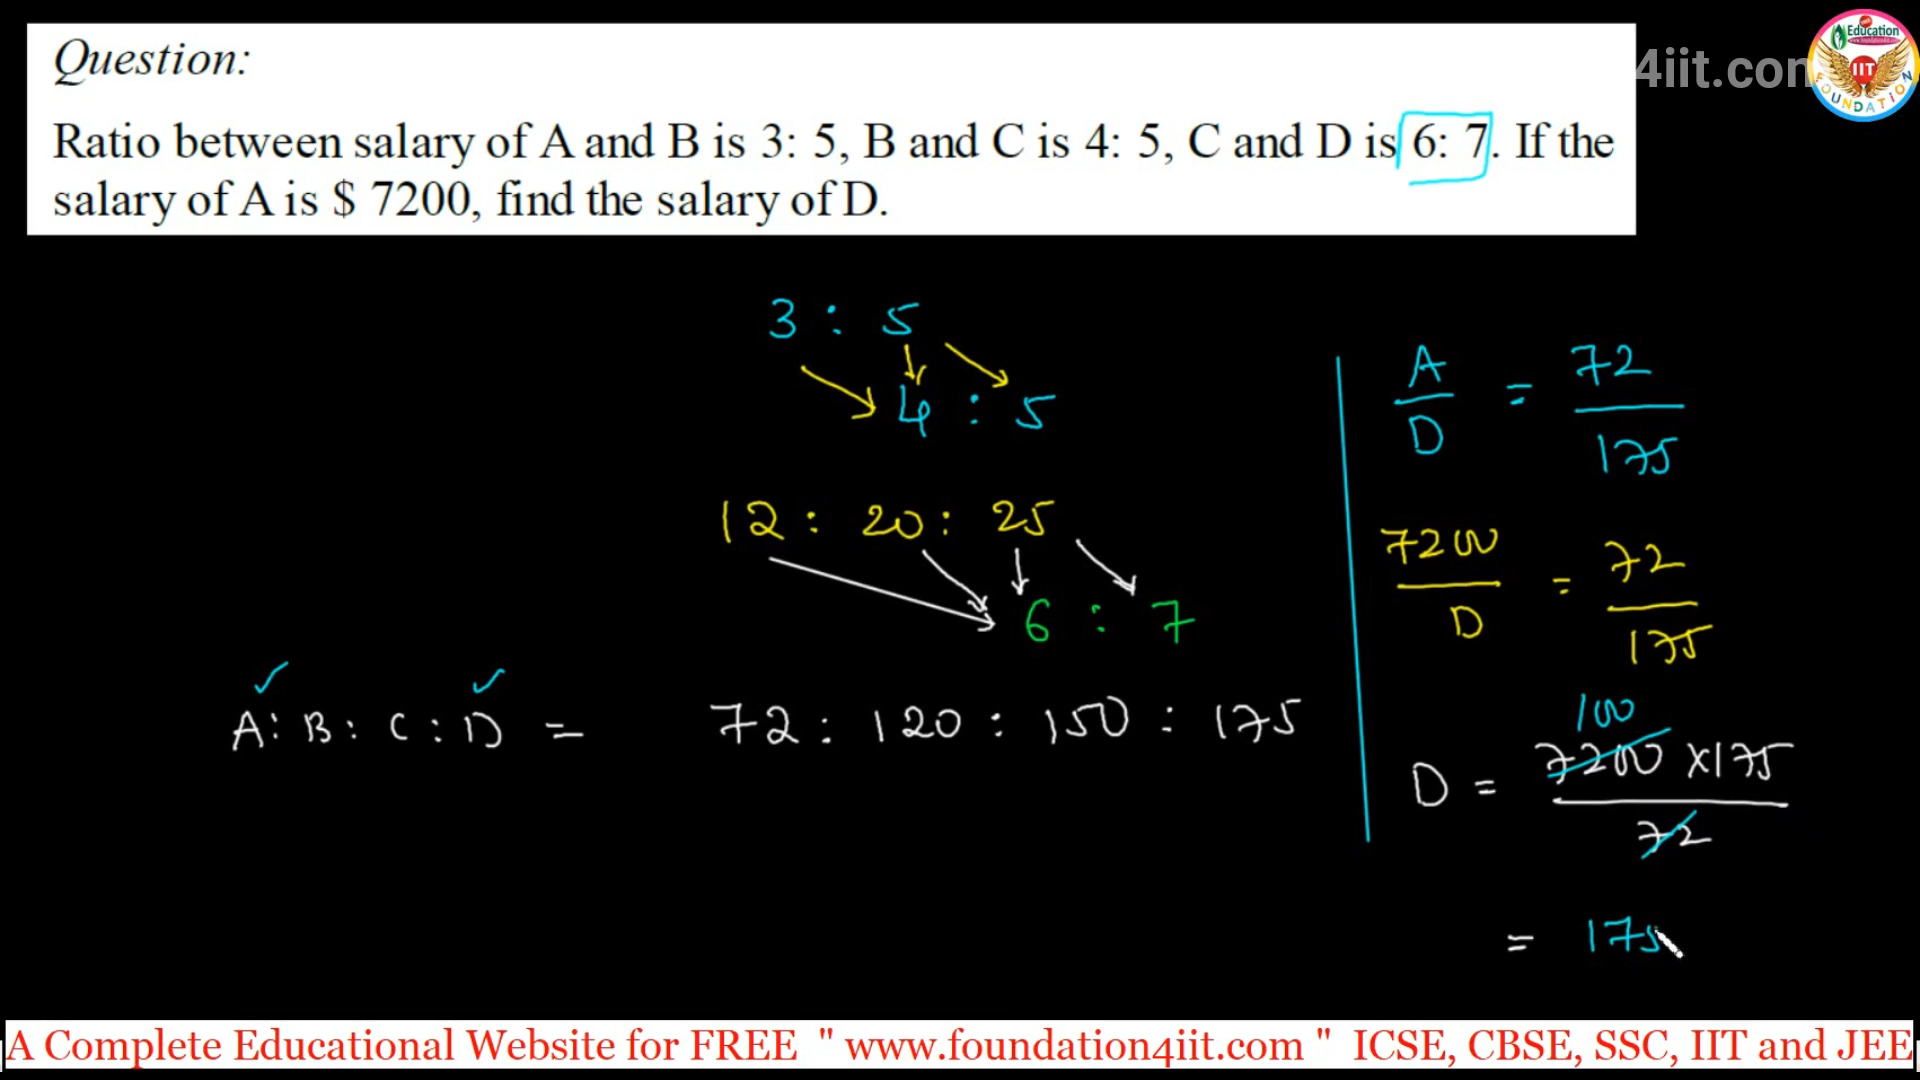 Question:
4iit.con
Education
IIT
FOUNDATION
Ratio between salary of A and B is 3: 5, B and C is 4: 5, C and D is 6: 7. If the
salary of A is $ 7200, find the salary of D.
3 : 5
4 : 5
12 : 20 : 25
6 : 7
A : B : C : D = 72 : 120 : 150 : 175
A/D = 72/175
7200/D = 72/175
100
D = 7200 x 175
72
= 175
A Complete Educational Website for FREE " www.foundation4iit.com " ICSE, CBSE, SSC, IIT and JEE